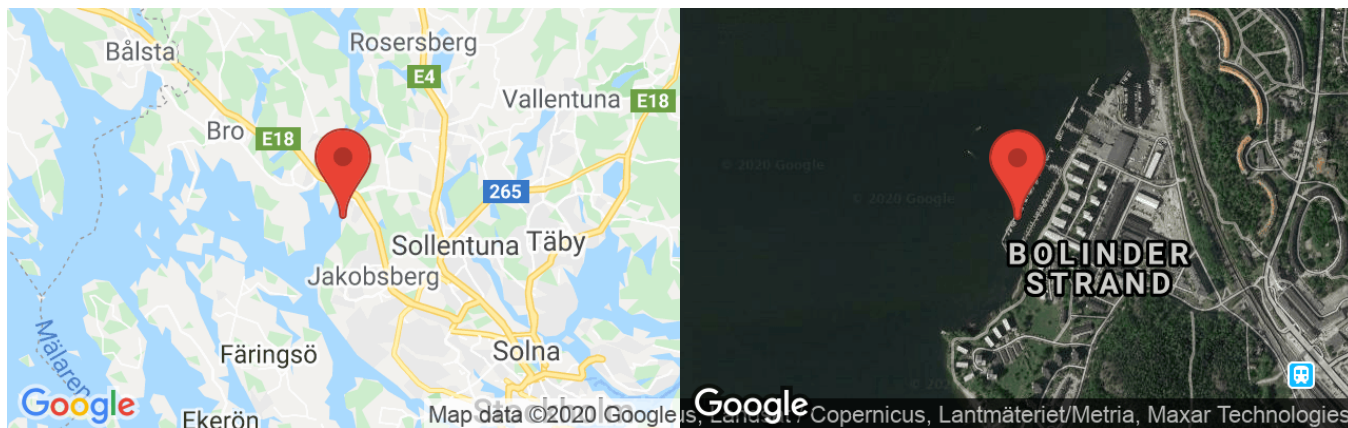 Rosersberg
Bålsta
E4
Vallentuna E18
Bro E18
265
Sollentuna Täby
Jakobsberg
Mälaren
Färingsö
Solna
Ekerön
Google
Map data ©2020 Google
© 2020 Google
© 2020 Google
BOLINDER
STRAND
Google
Copernicus, Lantmäteriet/Metria, Maxar Technologies